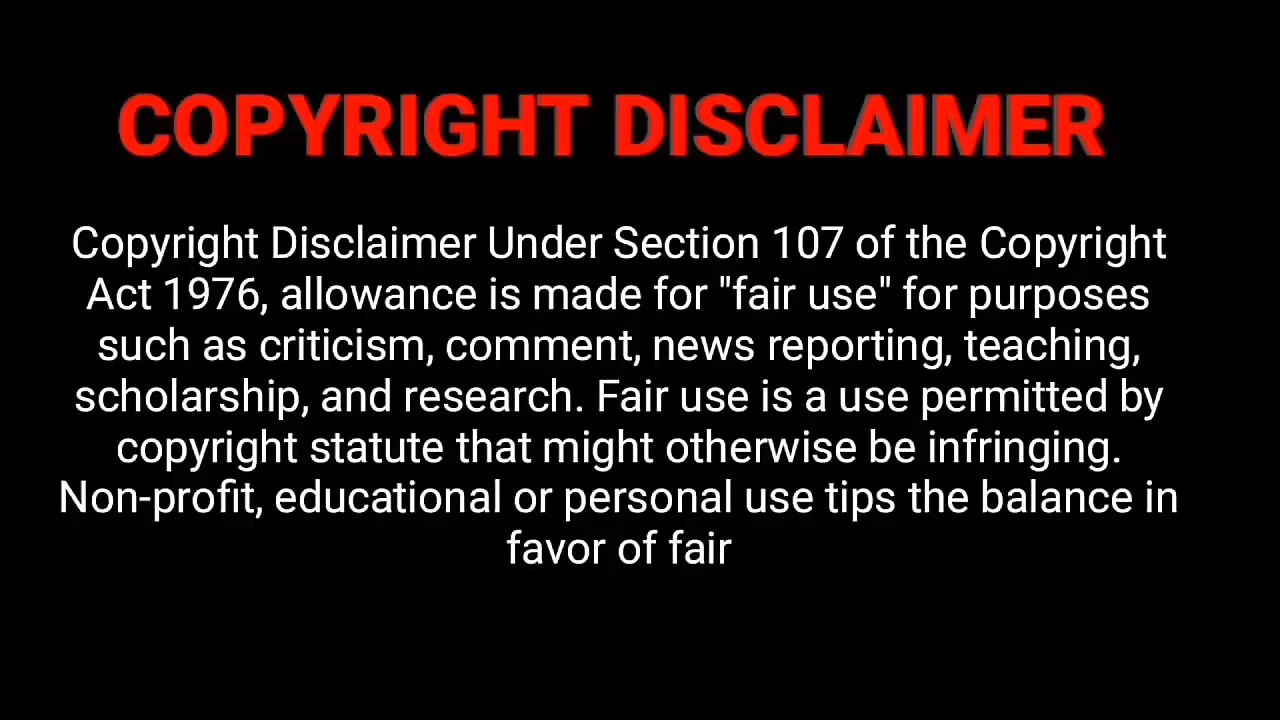 COPYRIGHT DISCLAIMER
Copyright Disclaimer Under Section 107 of the Copyright
Act 1976, allowance is made for "fair use" for purposes
such as criticism, comment, news reporting, teaching,
scholarship, and research. Fair use is a use permitted by
copyright statute that might otherwise be infringing.
Non-profit, educational or personal use tips the balance in
favor of fair